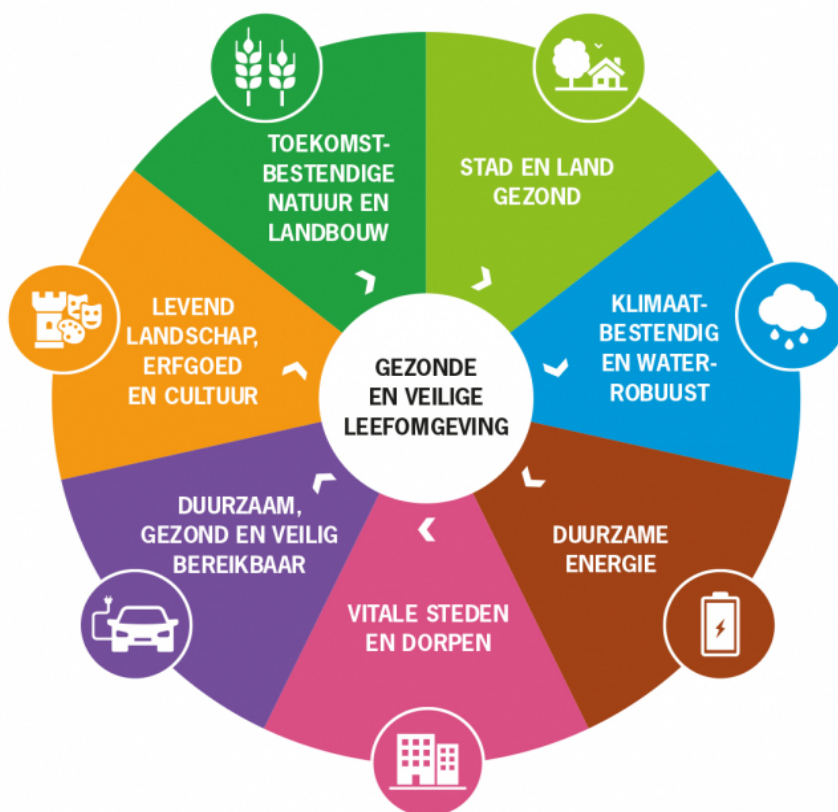 TOEKOMST-
BESTENDIGE
NATUUR EN
LANDBOUW
STAD EN LAND
GEZOND
KLIMAAT-
BESTENDIG
EN WATER-
ROBUUST
DUURZAME
ENERGIE
VITALE STEDEN
EN DORPEN
DUURZAAM,
GEZOND EN VEILIG
BEREIKBAAR
LEVEND
LANDSCHAP,
ERFGOED
EN CULTUUR
GEZONDE
EN VEILIGE
LEEFOMGEVING